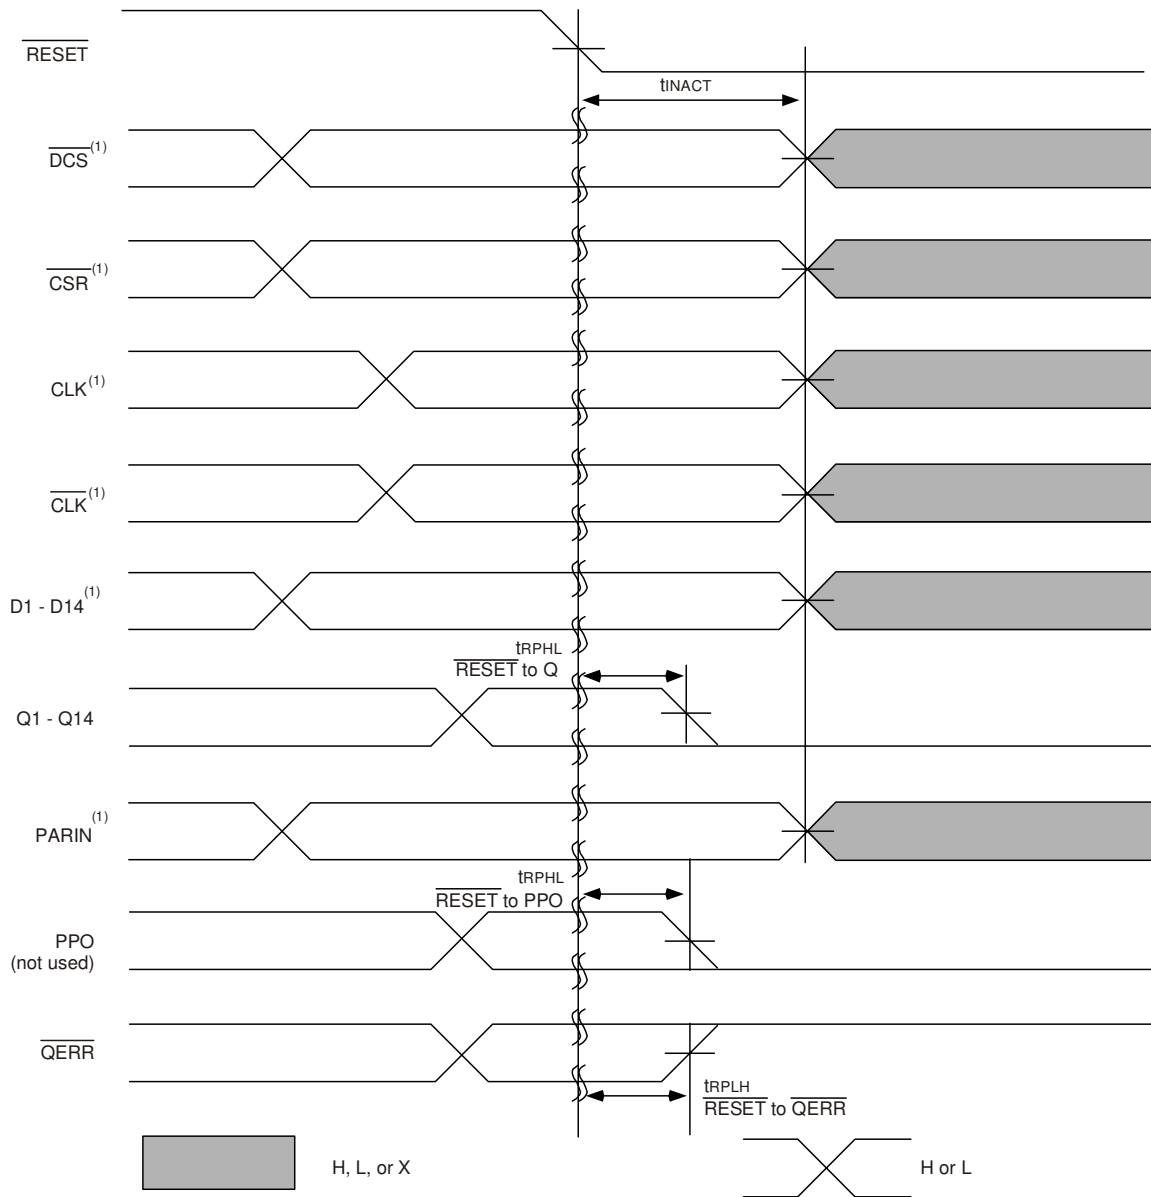 RESET
tINACT
DCS(1)
CSR(1)
CLK(1)
CLK(1)
D1 - D14(1)
tRPHL
RESET to Q
Q1 - Q14
PARIN(1)
tRPHL
RESET to PPO
PPO
(not used)
QERR
tRPLH
RESET to QERR
H, L, or X
H or L